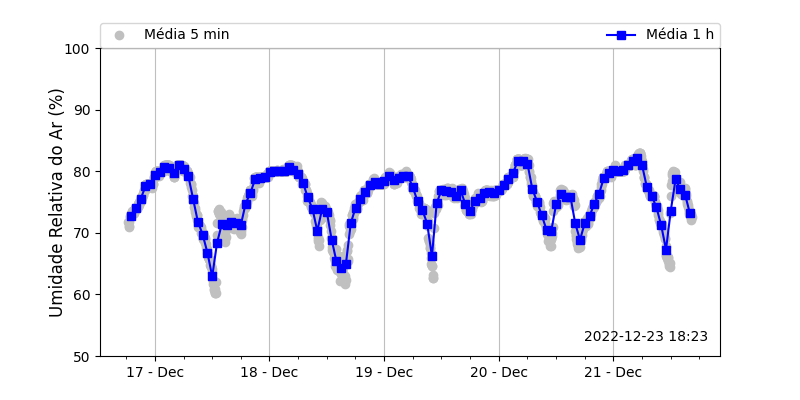 Média 5 min
Média 1 h
Umidade Relativa do Ar (%)
100
90
80
70
60
50
2022-12-23 18:23
17 - Dec
18 - Dec
19 - Dec
20 - Dec
21 - Dec